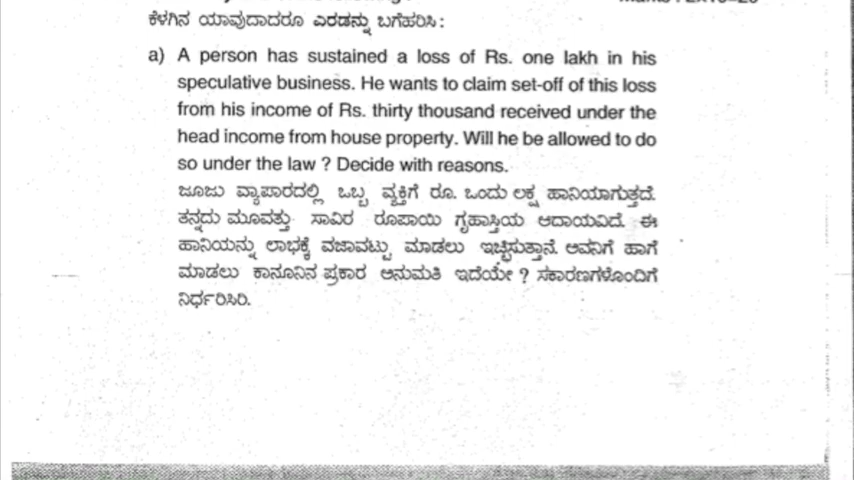 ಕೆಳಗಿನ ಯಾವುದಾದರೂ ಎರಡನ್ನು ಬಗೆಹರಿಸಿ :
a) A person has sustained a loss of Rs. one lakh in his
speculative business. He wants to claim set-off of this loss
from his income of Rs. thirty thousand received under the
head income from house property. Will he be allowed to do
so under the law ? Decide with reasons.
ಜೂಜು ವ್ಯಾಪಾರದಲ್ಲಿ ಒಬ್ಬ ವ್ಯಕ್ತಿಗೆ ರೂ. ಒಂದು ಲಕ್ಷ ಹಾನಿಯಾಗುತ್ತದೆ.
ತನ್ನದು ಮೂವತ್ತು ಸಾವಿರ ರೂಪಾಯಿ ಗೃಹಾಸ್ತಿಯ ಆದಾಯವಿದೆ. ಈ
ಹಾನಿಯನ್ನು ಲಾಭಕ್ಕೆ ವಜಾವಟ್ಟು ಮಾಡಲು ಇಚ್ಛಿಸುತ್ತಾನೆ. ಅವನಿಗೆ ಹಾಗೆ
ಮಾಡಲು ಕಾನೂನಿನ ಪ್ರಕಾರ ಅನುಮತಿ ಇದೆಯೇ ? ಸಕಾರಣಗಳೊಂದಿಗೆ
ನಿರ್ಧರಿಸಿರಿ.